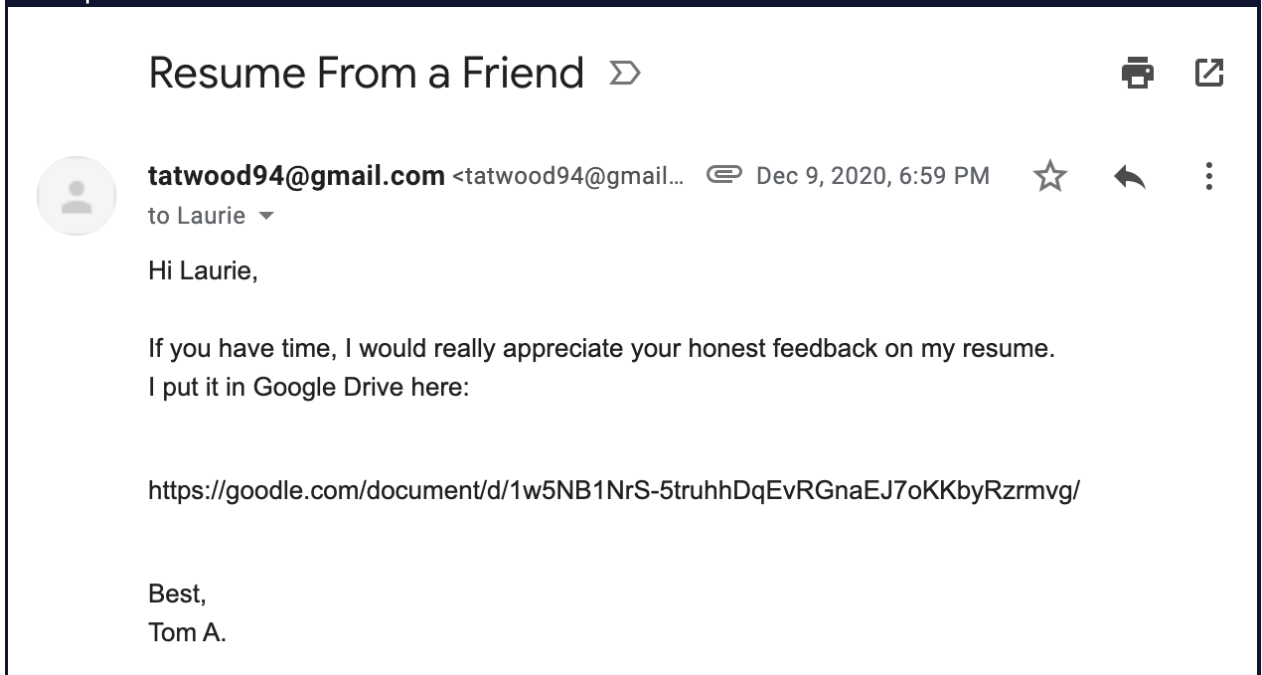 Resume From a Friend
tatwood94@gmail.com <tatwood94@gmail... Dec 9, 2020, 6:59 PM
to Laurie
Hi Laurie,
If you have time, I would really appreciate your honest feedback on my resume.
I put it in Google Drive here:
https://goodle.com/document/d/1w5NB1NrS-5truhhDqEvRGnaEJ7oKKbyRzrmvg/
Best,
Tom A.